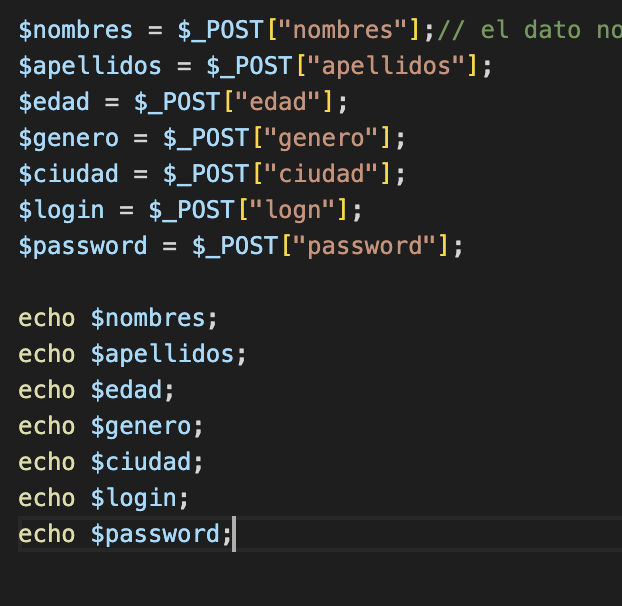 $nombres = $_POST["nombres"];// el dato no
$apellidos = $_POST["apellidos"];
$edad = $_POST["edad"];
$genero = $_POST["genero"];
$ciudad = $_POST["ciudad"];
$login = $_POST["logn"];
$password = $_POST["password"];
echo $nombres;
echo $apellidos;
echo $edad;
echo $genero;
echo $ciudad;
echo $login;
echo $password;